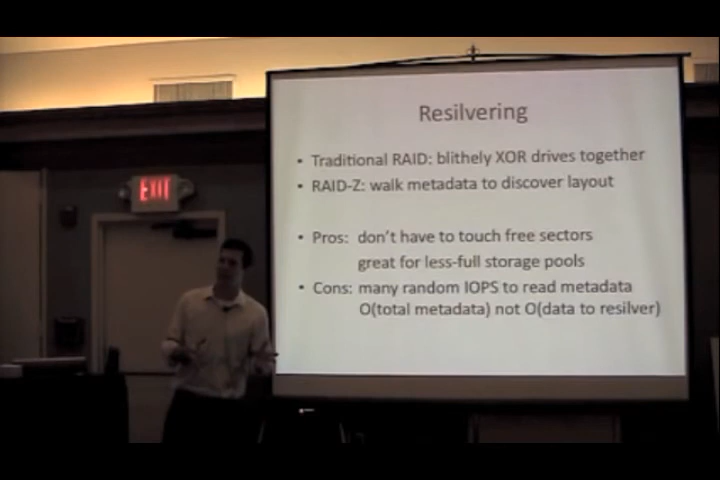 Resilvering
• Traditional RAID: blithely XOR drives together
• RAID-Z: walk metadata to discover layout
• Pros: don't have to touch free sectors
great for less-full storage pools
• Cons: many random IOPS to read metadata
O(total metadata) not O(data to resilver)
EXIT